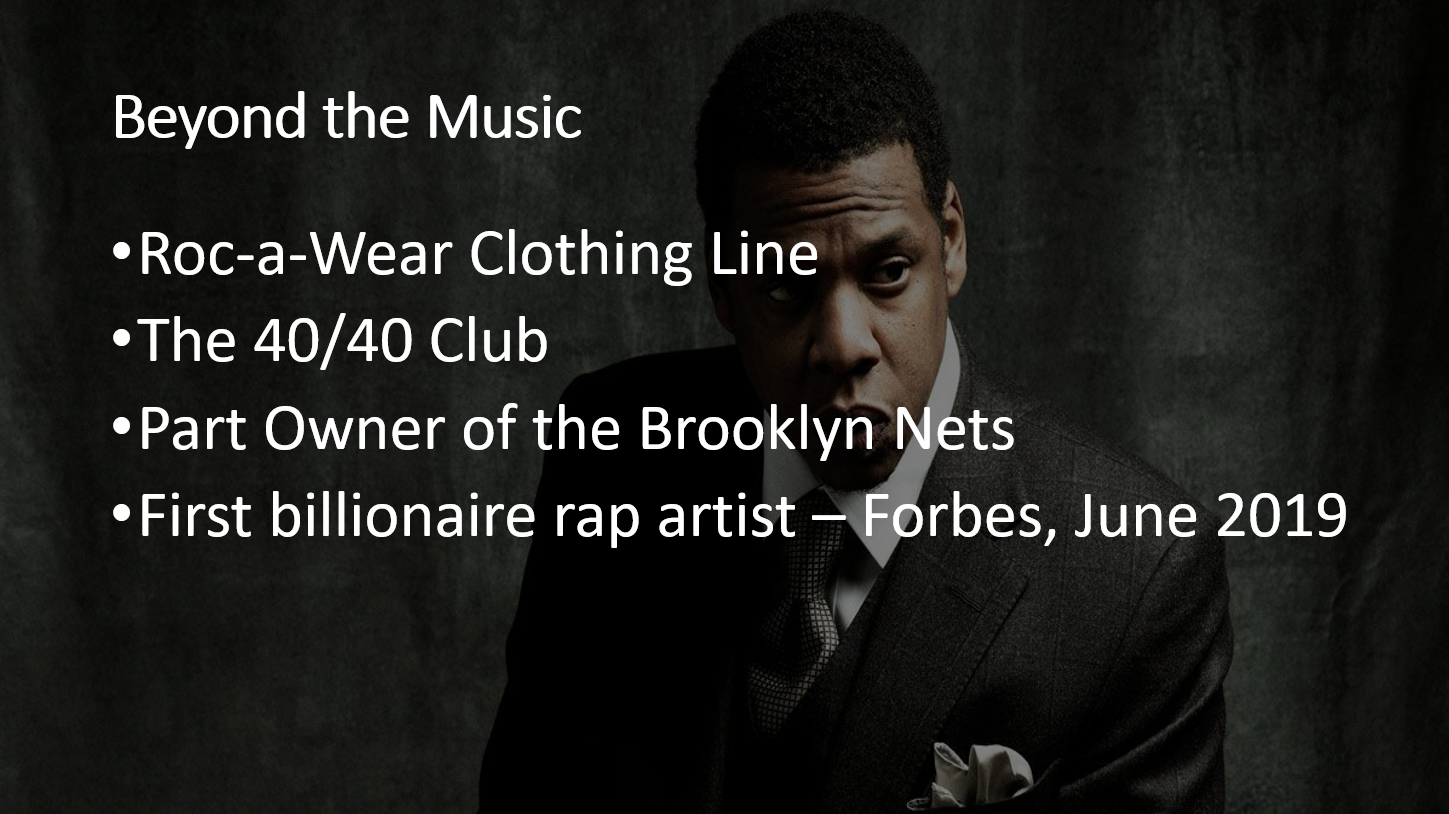 Beyond the Music
•Roc-a-Wear Clothing Line
•The 40/40 Club
•Part Owner of the Brooklyn Nets
•First billionaire rap artist – Forbes, June 2019